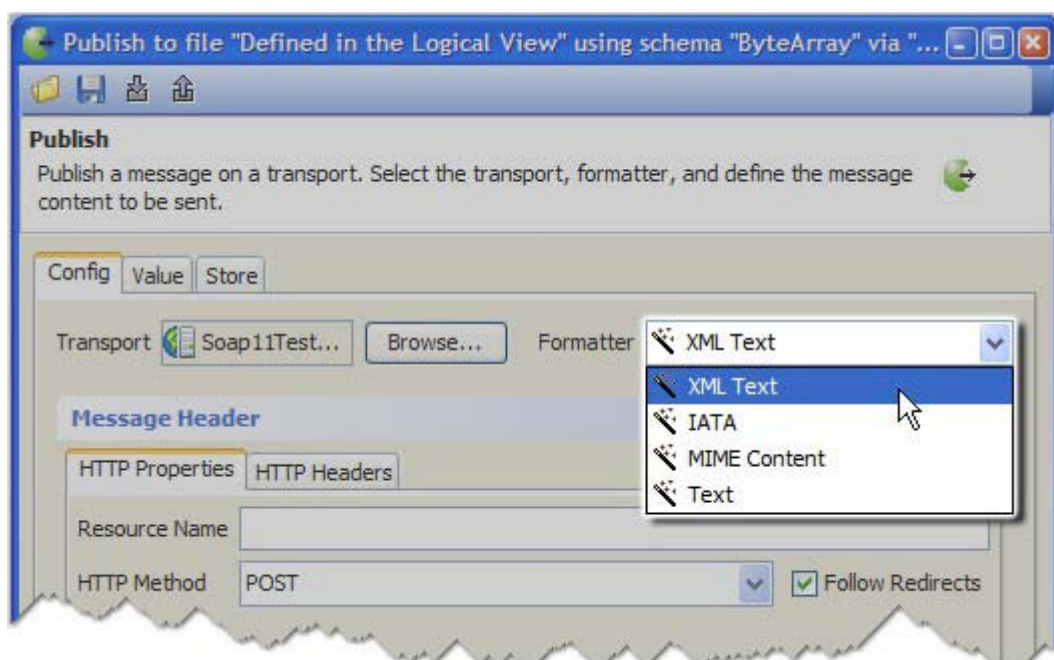 Publish to file "Defined in the Logical View" using schema "ByteArray" via "...
Publish
Publish a message on a transport. Select the transport, formatter, and define the message
content to be sent.
Config Value Store
Transport Soap11Test... Browse... Formatter XML Text
XML Text
IATA
MIME Content
Text
Message Header
HTTP Properties HTTP Headers
Resource Name
HTTP Method POST Follow Redirects